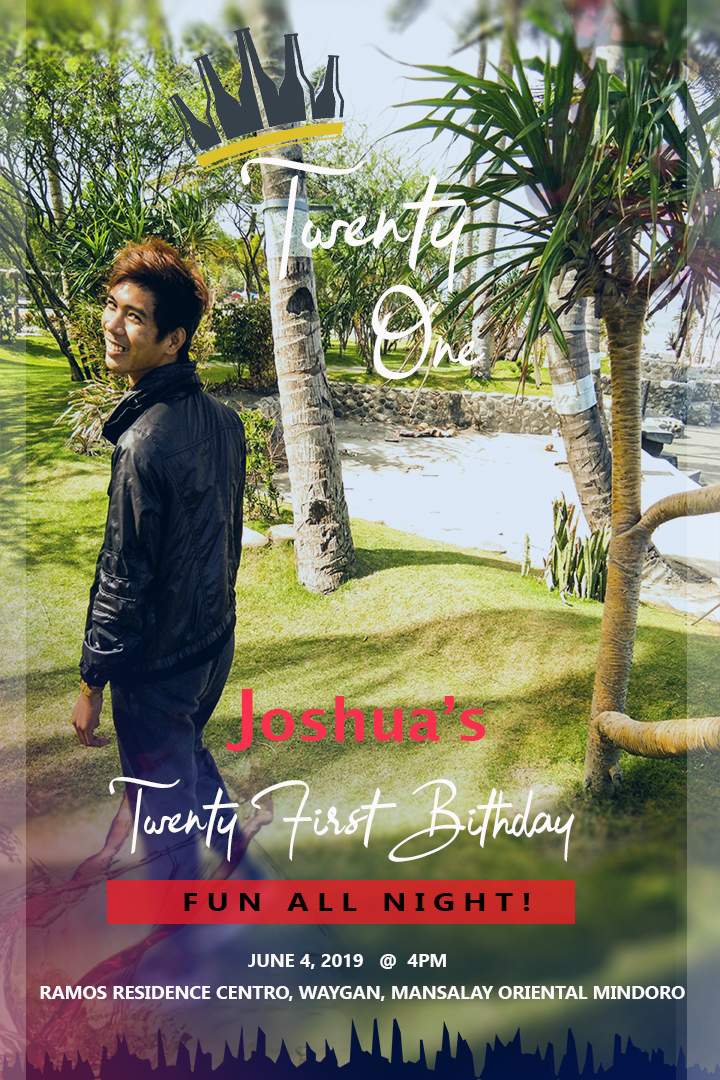 Twenty
One
Joshua's
Twenty First Bithday
FUN ALL NIGHT!
JUNE 4, 2019 @ 4PM
RAMOS RESIDENCE CENTRO, WAYGAN, MANSALAY ORIENTAL MINDORO